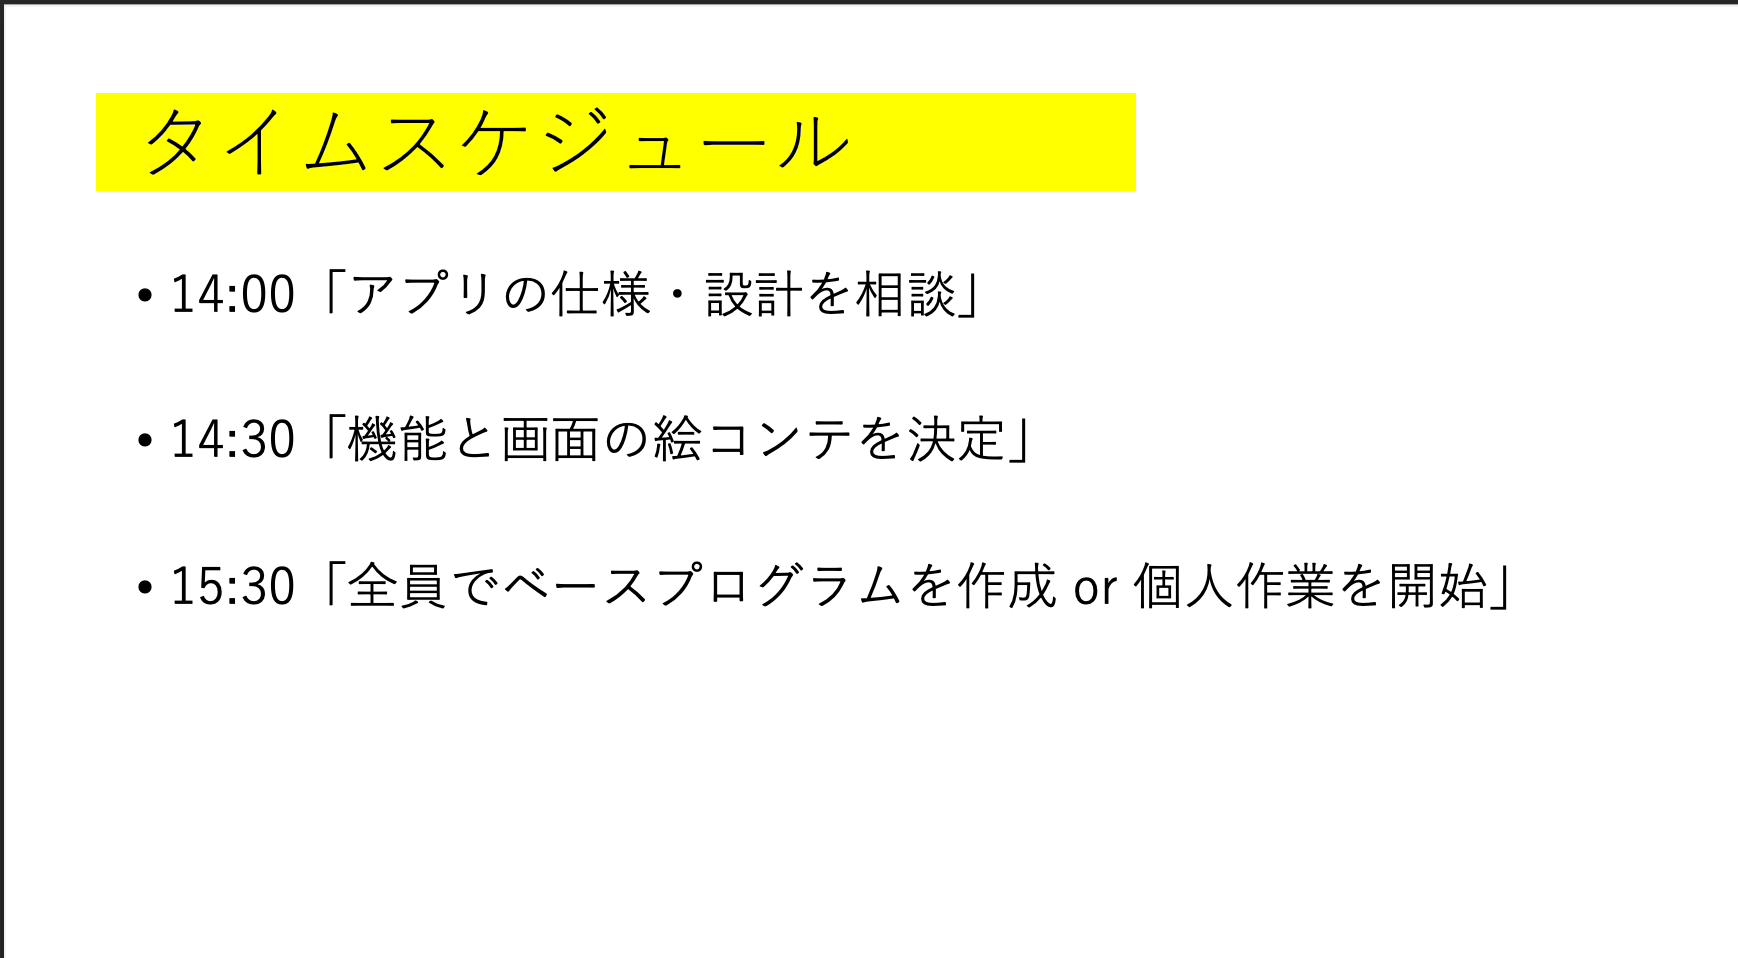 タイムスケジュール
• 14:00「アプリの仕様・設計を相談」
• 14:30「機能と画面の絵コンテを決定」
• 15:30「全員でベースプログラムを作成 or 個人作業を開始」